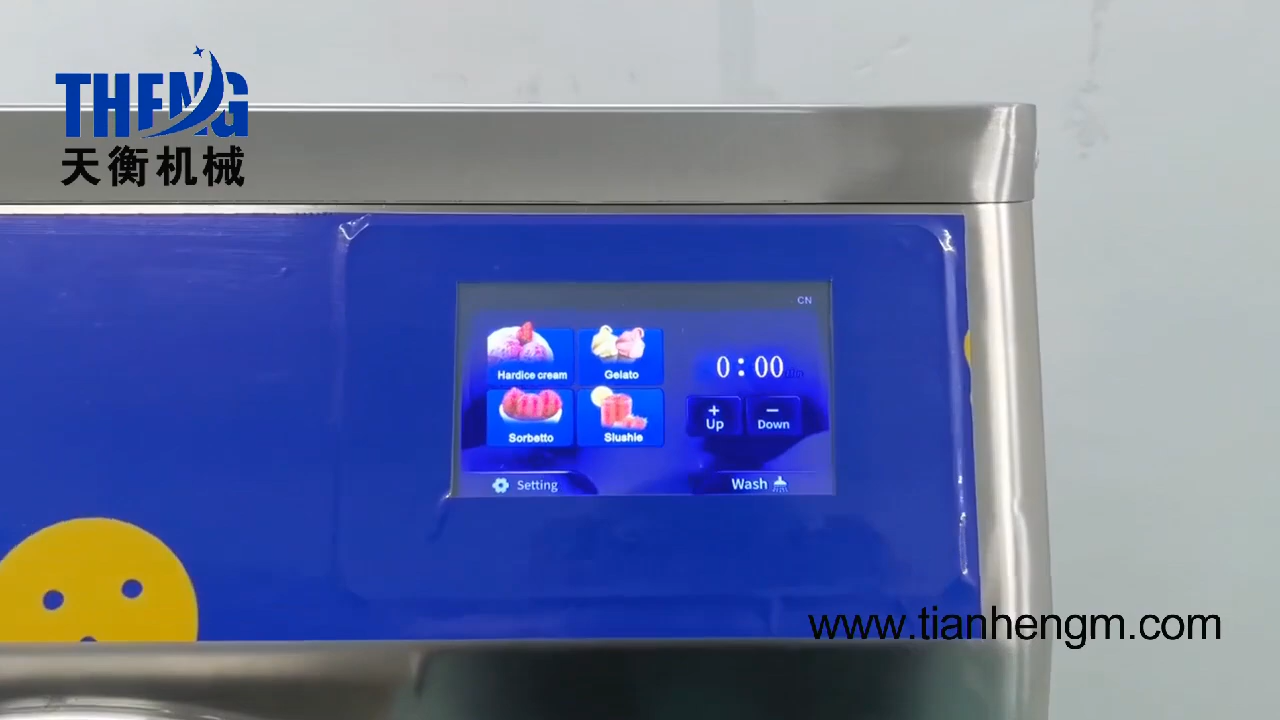 THENG
天衡机械
CN
Hardice cream
Gelato
0:00
+ Up
− Down
Sorbetto
Slushie
Setting
Wash
www.tianhengm.com